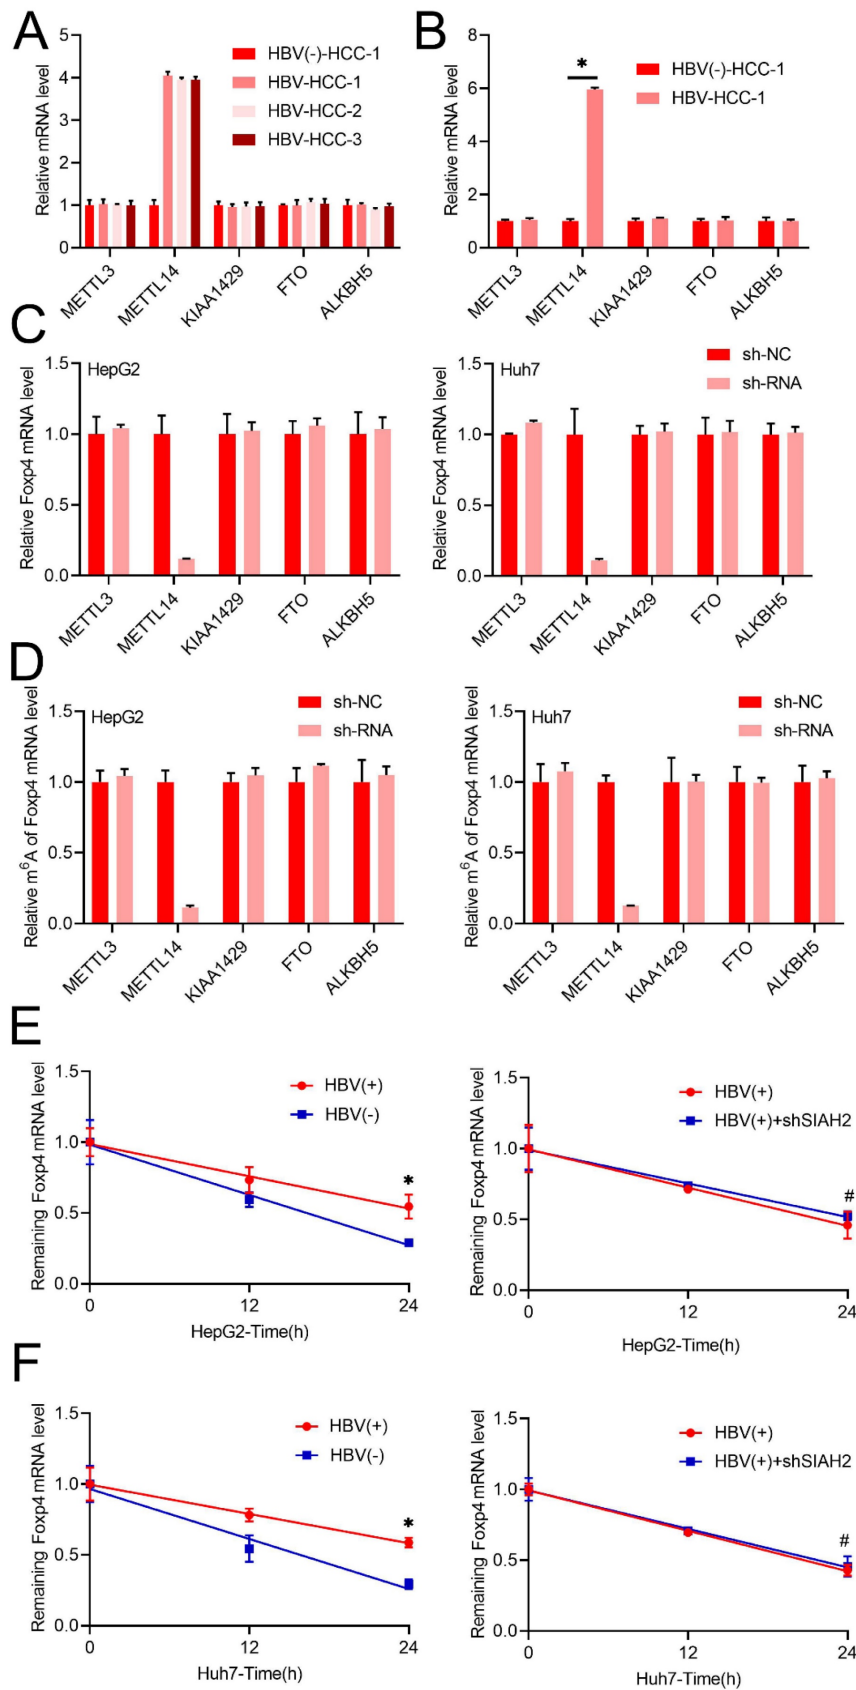 A
Relative mRNA level
5
4
3
2
1
0
HBV(-)-HCC-1
HBV-HCC-1
HBV-HCC-2
HBV-HCC-3
METTL3
METTL14
KIAA1429
FTO
ALKBH5
B
Relative mRNA level
8
6
4
2
0
*
HBV(-)-HCC-1
HBV-HCC-1
METTL3
METTL14
KIAA1429
FTO
ALKBH5
C
Relative Foxp4 mRNA level
1.5
1.0
0.5
0.0
HepG2
METTL3
METTL14
KIAA1429
FTO
ALKBH5
Relative Foxp4 mRNA level
1.5
1.0
0.5
0.0
Huh7
sh-NC
sh-RNA
METTL3
METTL14
KIAA1429
FTO
ALKBH5
D
Relative m6A of Foxp4 mRNA level
1.5
1.0
0.5
0.0
HepG2
sh-NC
sh-RNA
METTL3
METTL14
KIAA1429
FTO
ALKBH5
Relative m6A of Foxp4 mRNA level
1.5
1.0
0.5
0.0
Huh7
sh-NC
sh-RNA
METTL3
METTL14
KIAA1429
FTO
ALKBH5
E
Remaining Foxp4 mRNA level
1.5
1.0
0.5
0.0
HBV(+)
HBV(-)
*
0
12
24
HepG2-Time(h)
Remaining Foxp4 mRNA level
1.5
1.0
0.5
0.0
HBV(+)
HBV(+)+shSIAH2
#
0
12
24
HepG2-Time(h)
F
Remaining Foxp4 mRNA level
1.5
1.0
0.5
0.0
HBV(+)
HBV(-)
*
0
12
24
Huh7-Time(h)
Remaining Foxp4 mRNA level
1.5
1.0
0.5
0.0
HBV(+)
HBV(+)+shSIAH2
#
0
12
24
Huh7-Time(h)